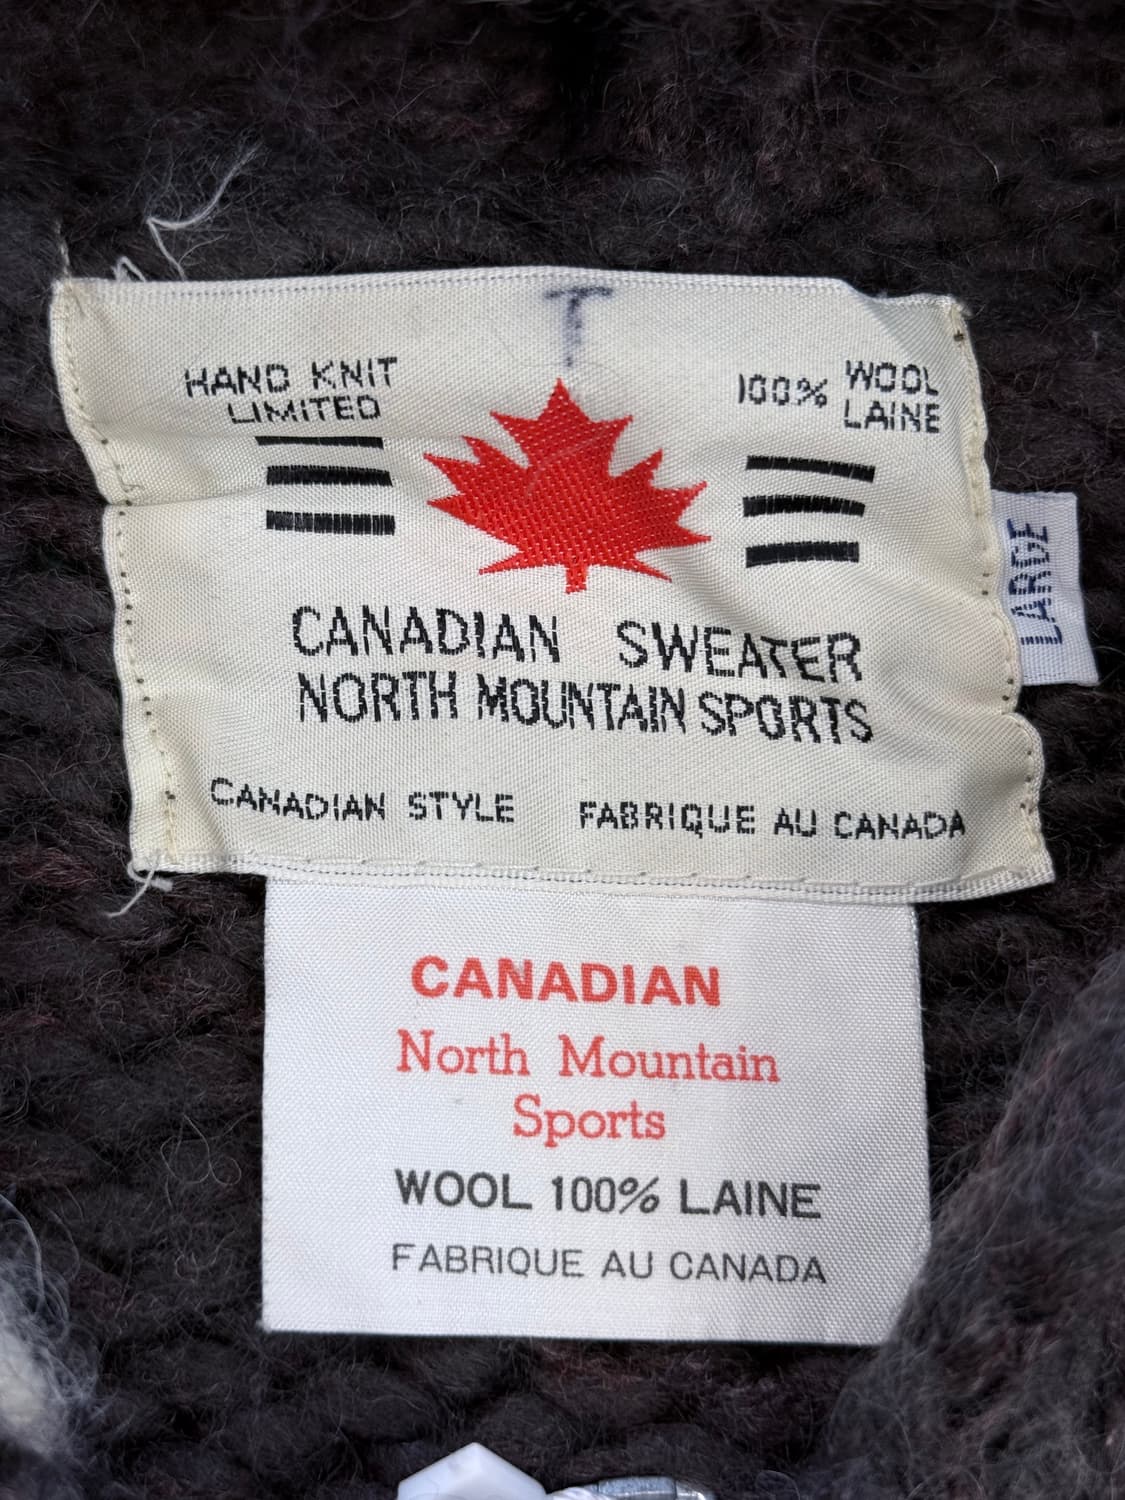 T
HAND KNIT
LIMITED
100% WOOL
LAINE
CANADIAN SWEATER
NORTH MOUNTAIN SPORTS
CANADIAN STYLE FABRIQUE AU CANADA
LARGE
CANADIAN
North Mountain
Sports
WOOL 100% LAINE
FABRIQUE AU CANADA